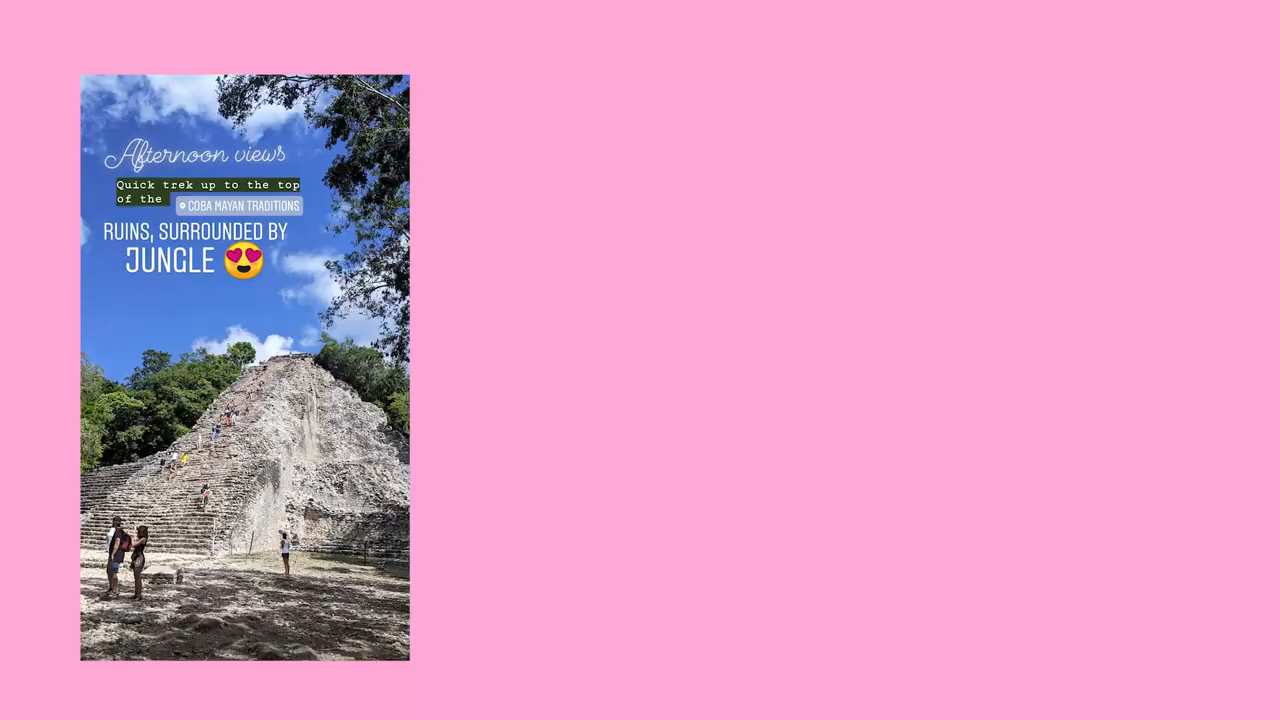 Afternoon views
Quick trek up to the top
of the COBA MAYAN TRADITIONS
RUINS, SURROUNDED BY
JUNGLE 😍